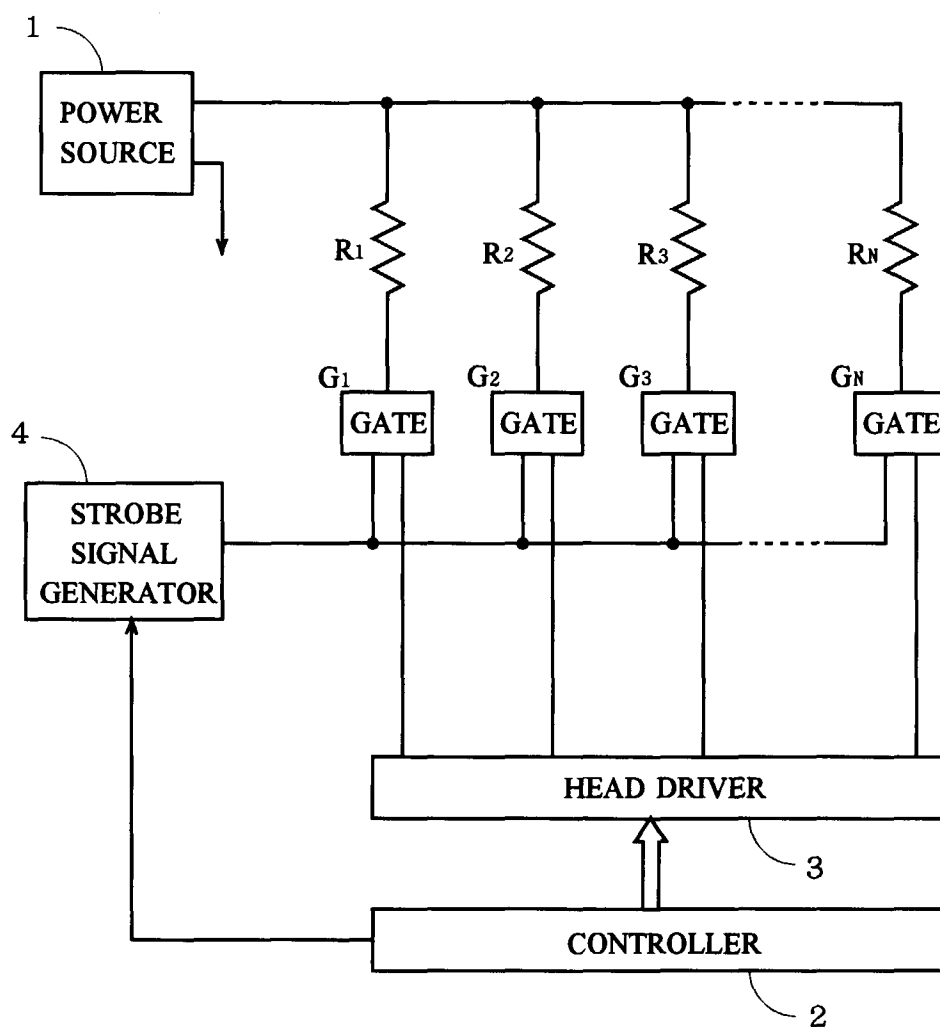 1
POWER
SOURCE
R1
R2
R3
RN
G1
G2
G3
GN
GATE
GATE
GATE
GATE
4
STROBE
SIGNAL
GENERATOR
HEAD DRIVER
3
CONTROLLER
2